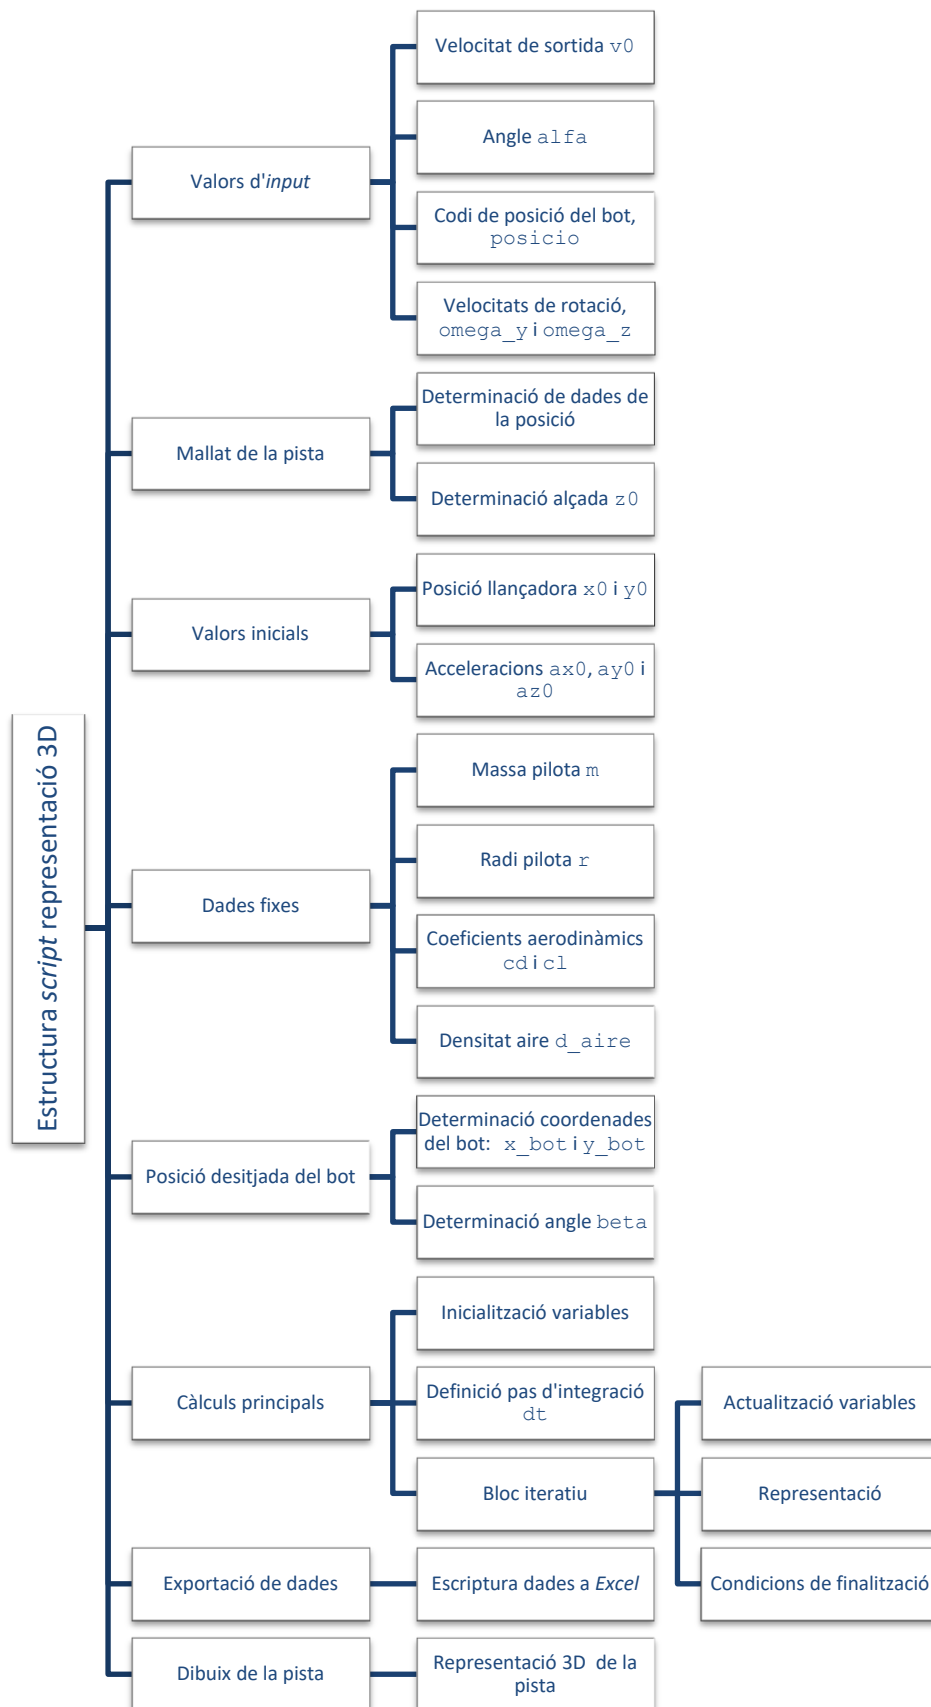 Estructura script representació 3D
Valors d'input
Velocitat de sortida v0
Angle alfa
Codi de posició del bot,
posicio
Velocitats de rotació,
omega_y i omega_z
Mallat de la pista
Determinació de dades de
la posició
Determinació alçada z0
Valors inicials
Posició llançadora x0 i y0
Acceleracions ax0, ay0 i
az0
Dades fixes
Massa pilota m
Radi pilota r
Coeficients aerodinàmics
cd i cl
Densitat aire d_aire
Posició desitjada del bot
Determinació coordenades
del bot: x_bot i y_bot
Determinació angle beta
Càlculs principals
Inicialització variables
Definició pas d'integració
dt
Bloc iteratiu
Actualització variables
Representació
Condicions de finalització
Exportació de dades
Escriptura dades a Excel
Dibuix de la pista
Representació 3D de la
pista